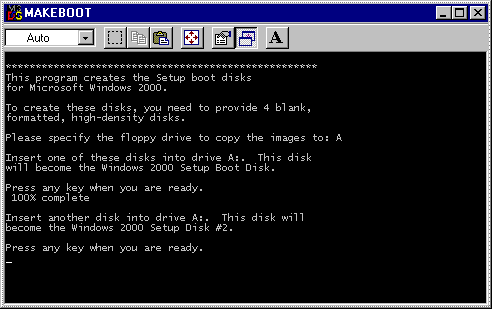 MS DOS
MAKEBOOT
Auto
A
****************************************************
This program creates the Setup boot disks
for Microsoft Windows 2000.
To create these disks, you need to provide 4 blank,
formatted, high-density disks.
Please specify the floppy drive to copy the images to: A
Insert one of these disks into drive A:.  This disk
will become the Windows 2000 Setup Boot Disk.
Press any key when you are ready.
 100% complete
Insert another disk into drive A:.  This disk will
become the Windows 2000 Setup Disk #2.
Press any key when you are ready.
_